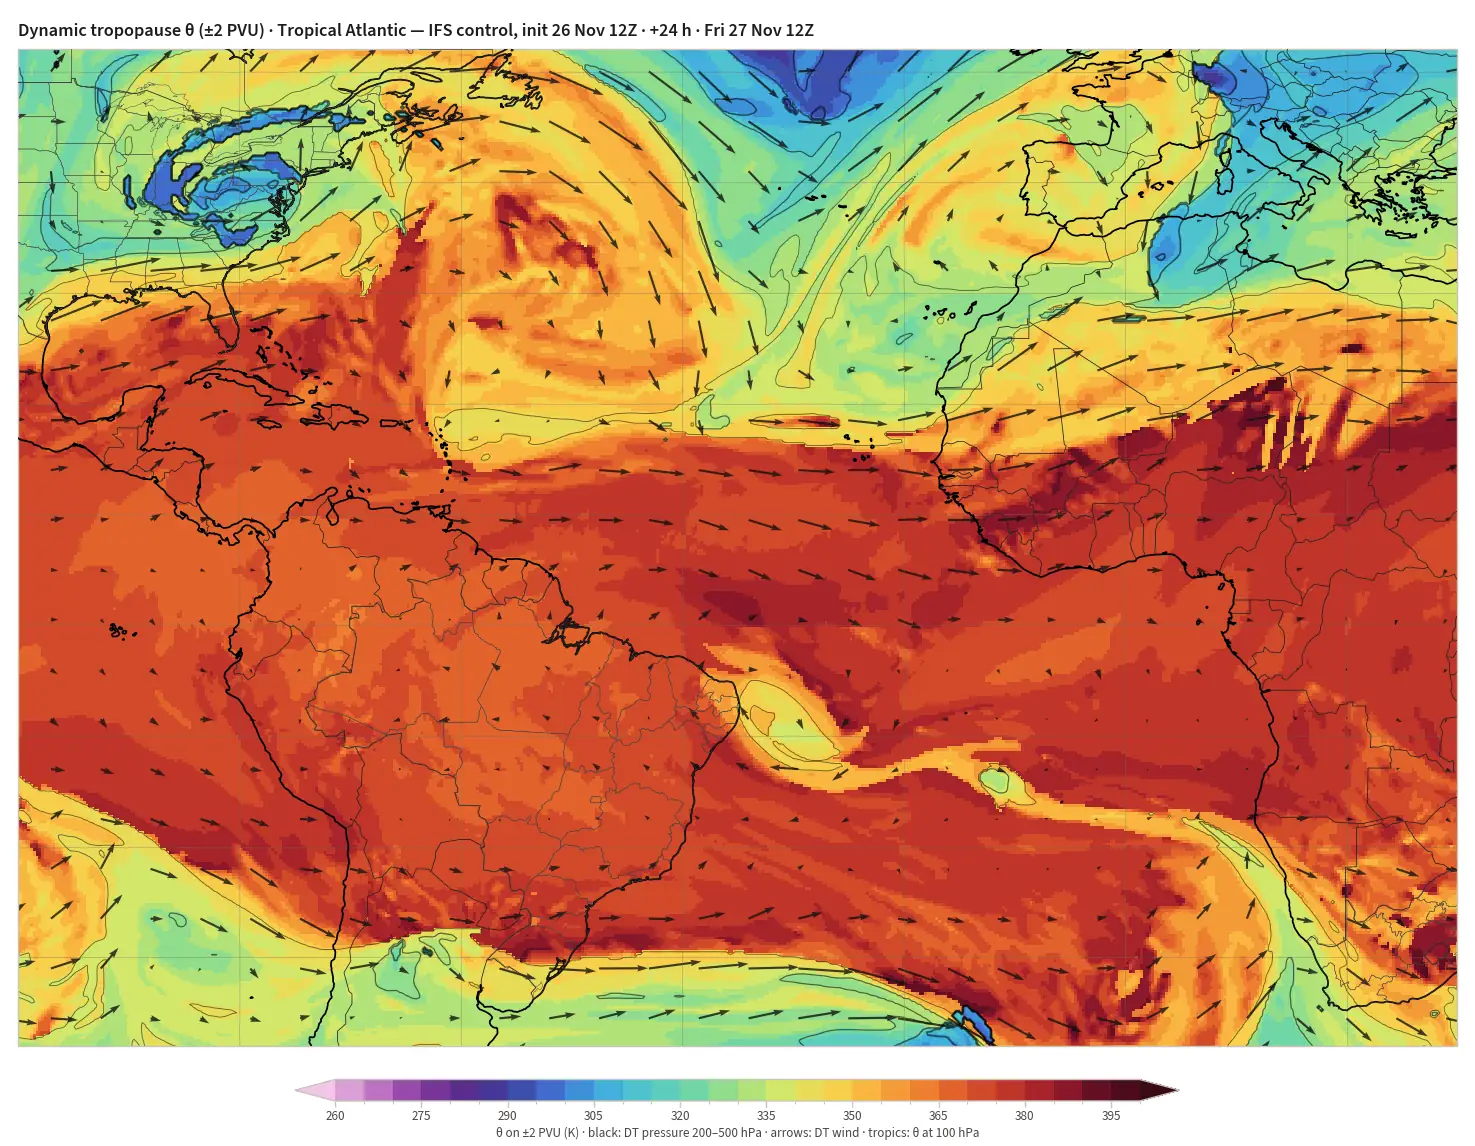 Dynamic tropopause θ (±2 PVU) · Tropical Atlantic — IFS control, init 26 Nov 12Z · +24 h · Fri 27 Nov 12Z
260 275 290 305 320 335 350 365 380 395
θ on ±2 PVU (K) · black: DT pressure 200–500 hPa · arrows: DT wind · tropics: θ at 100 hPa